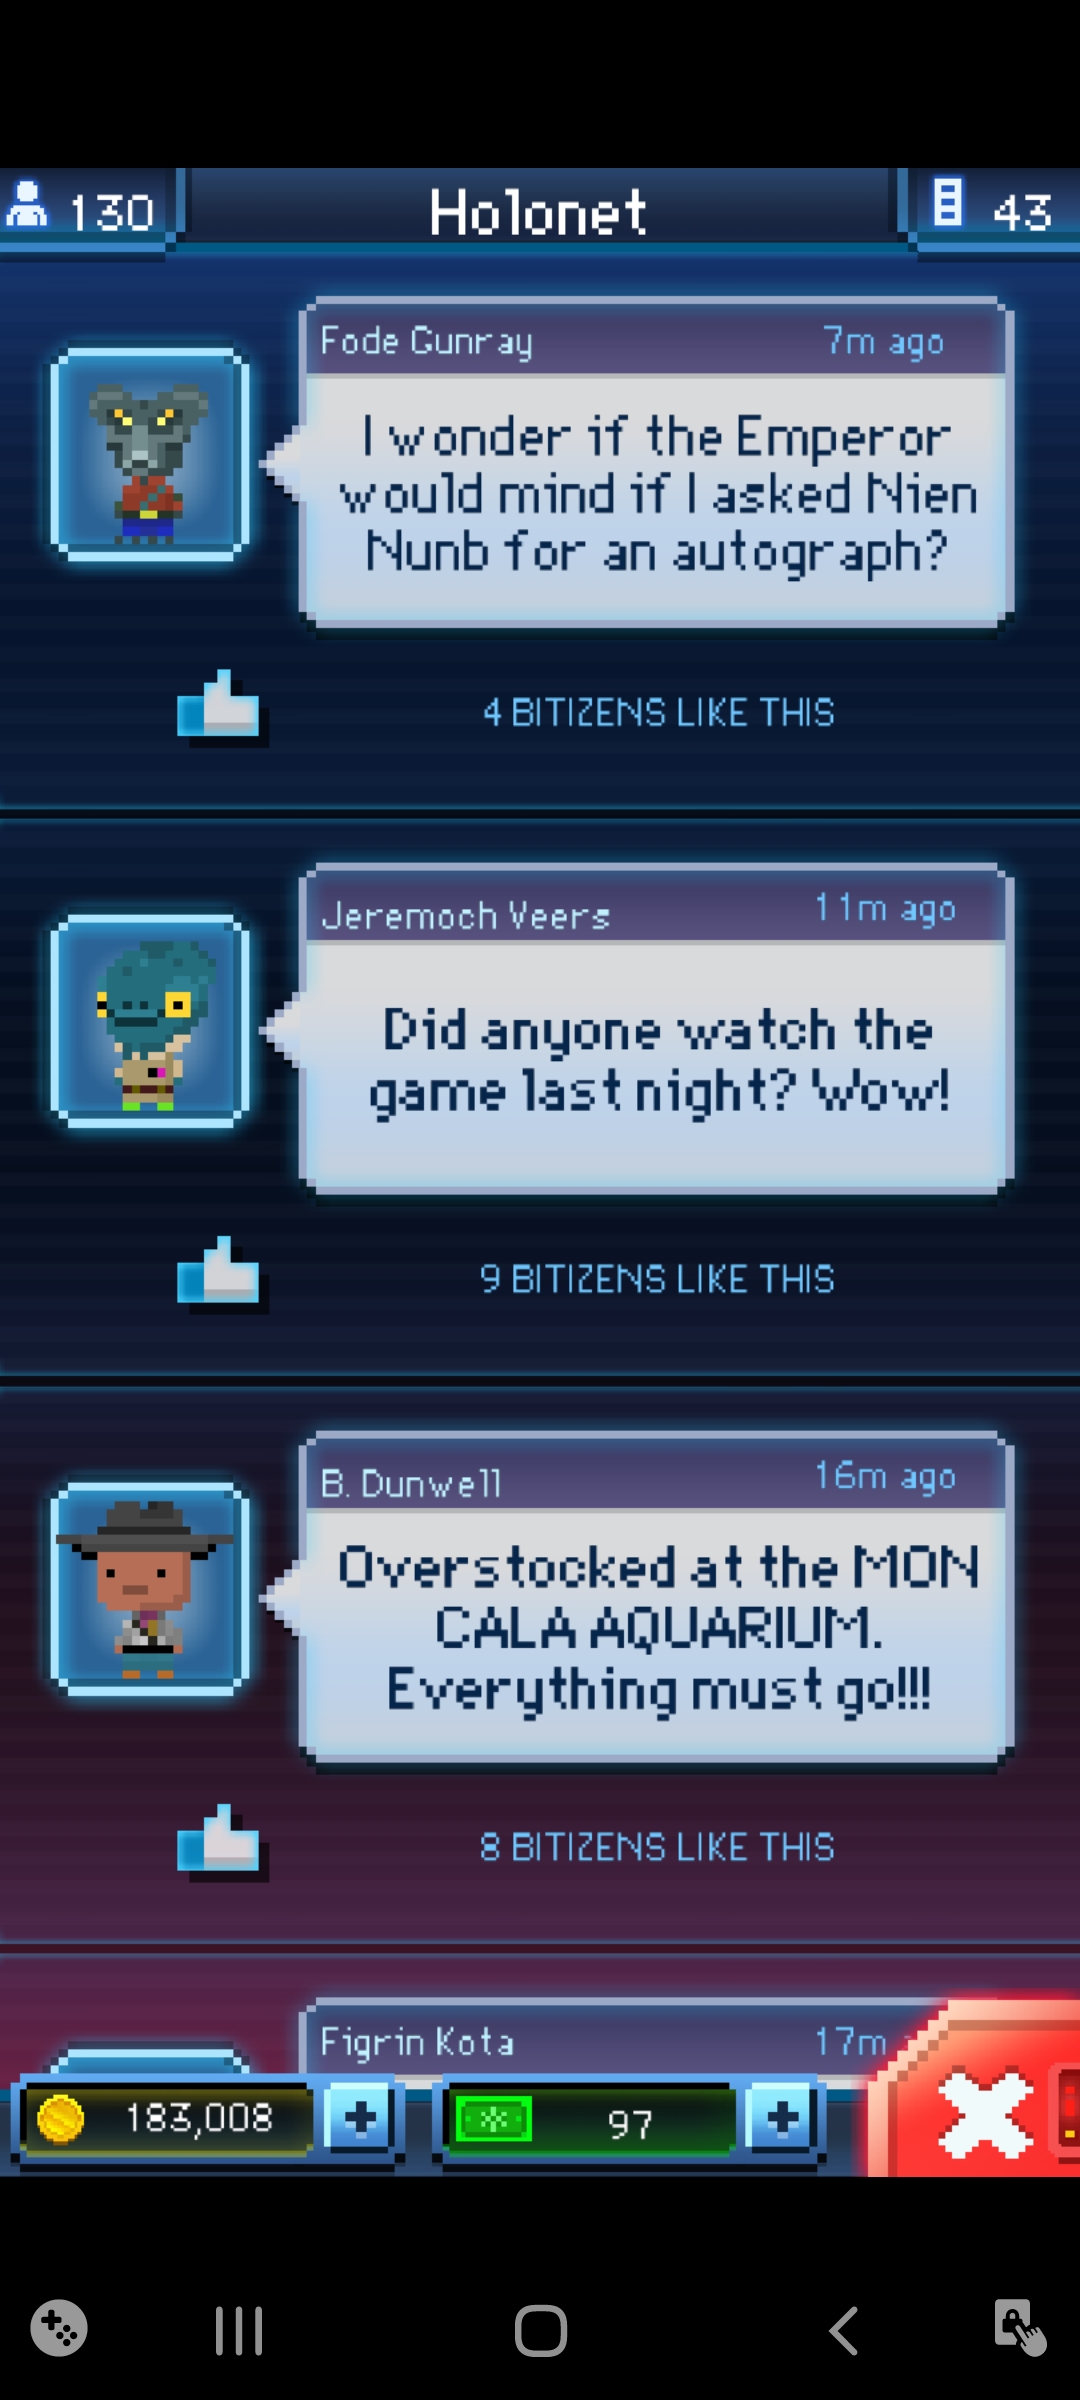 130
Holonet
43
Fode Gunray
7m ago
I wonder if the Emperor
would mind if I asked Nien
Nunb for an autograph?
4 BITIZENS LIKE THIS
Jeremoch Veers
11m ago
Did anyone watch the
game last night? Wow!
9 BITIZENS LIKE THIS
B. Dunwell
16m ago
Overstocked at the MON
CALA AQUARIUM.
Everything must go!!!
8 BITIZENS LIKE THIS
Figrin Kota
17m
183,008
97